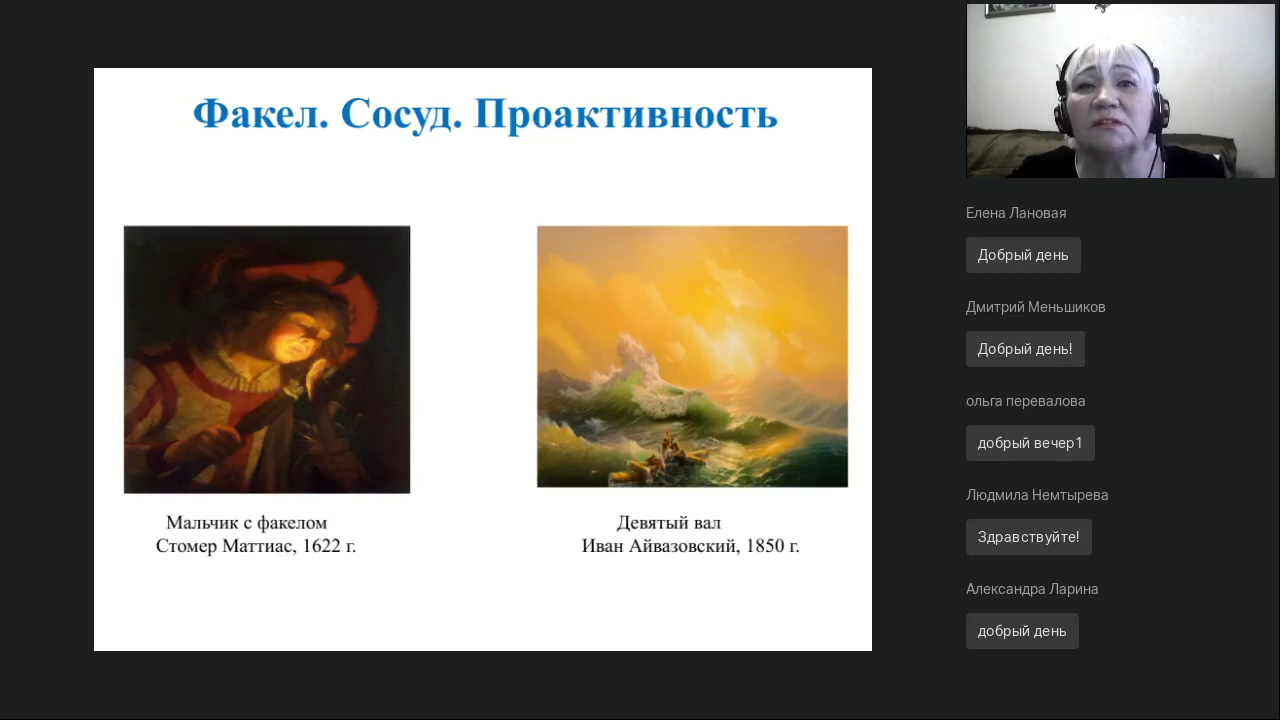 Факел. Сосуд. Проактивность
Мальчик с факелом
Стомер Маттиас, 1622 г.
Девятый вал
Иван Айвазовский, 1850 г.
Елена Лановая
Добрый день
Дмитрий Меньшиков
Добрый день!
ольга перевалова
добрый вечер1
Людмила Немтырева
Здравствуйте!
Александра Ларина
добрый день